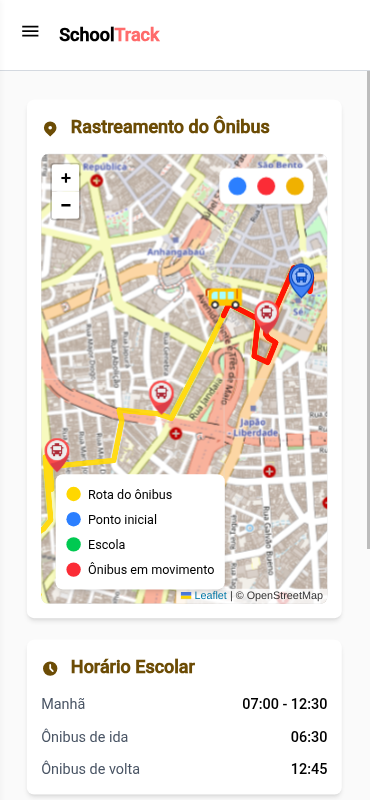 SchoolTrack
Rastreamento do Ônibus
+
−
República
São Bento
Anhangabaú
Sé
Rua Jandaia
Japão
Liberdade
Rota do ônibus
Ponto inicial
Escola
Ônibus em movimento
Leaflet | © OpenStreetMap
Horário Escolar
Manhã 07:00 - 12:30
Ônibus de ida 06:30
Ônibus de volta 12:45